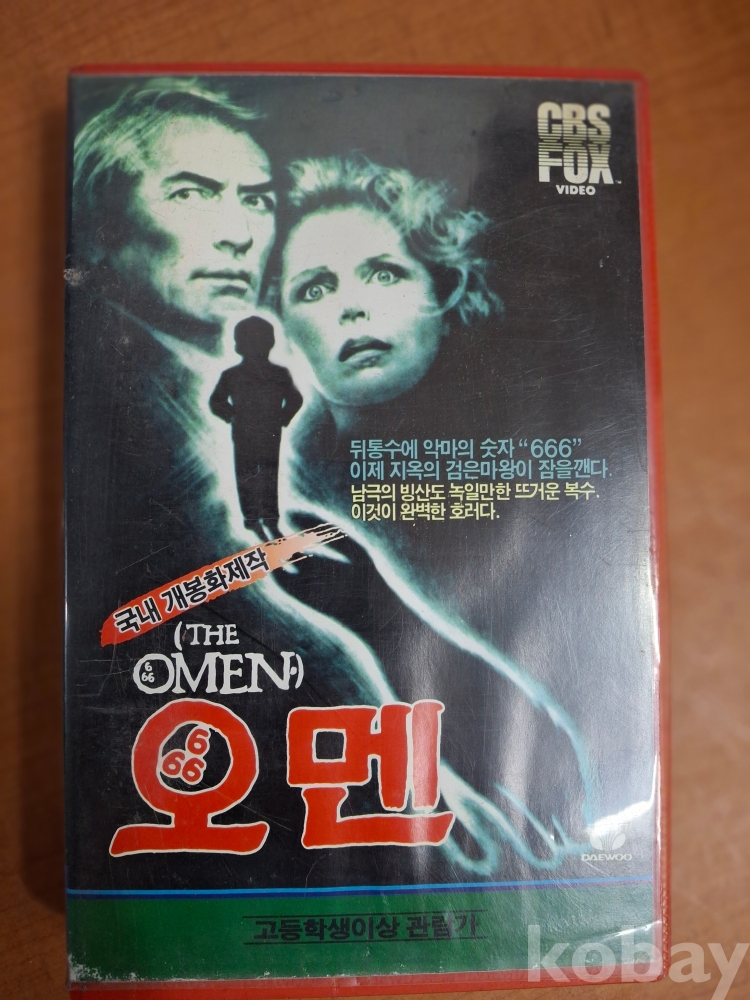 CBS
FOX
VIDEO
뒤통수에 악마의 숫자 "666"
이제 지옥의 검은마왕이 잠을깬다.
남극의 빙산도 녹일만한 뜨거운 복수.
이것이 완벽한 호러다.
국내 개봉화제작
(THE
666
OMEN)
오멘
666
DAEWOO
고등학생이상 관람가
kobay